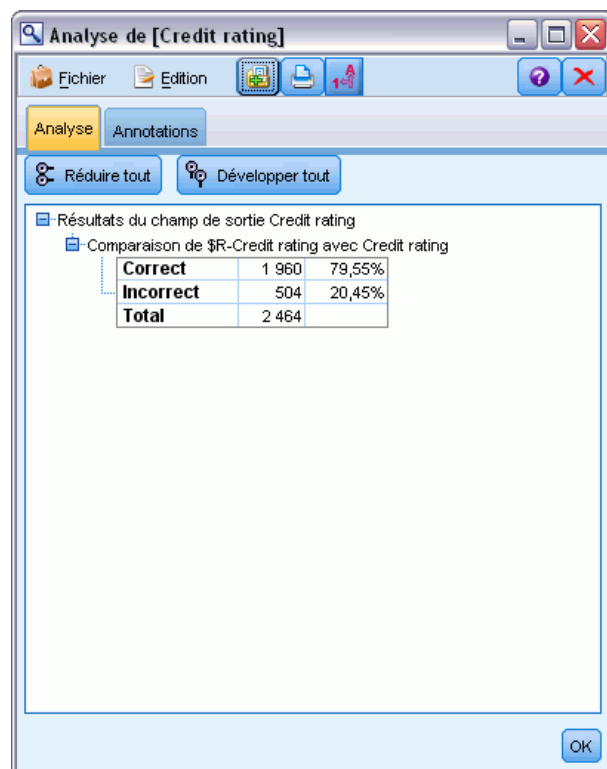 Analyse de [Credit rating]
Fichier Edition
Analyse Annotations
Réduire tout Développer tout
Résultats du champ de sortie Credit rating
Comparaison de $R-Credit rating avec Credit rating
Correct 1 960 79,55%
Incorrect 504 20,45%
Total 2 464
OK